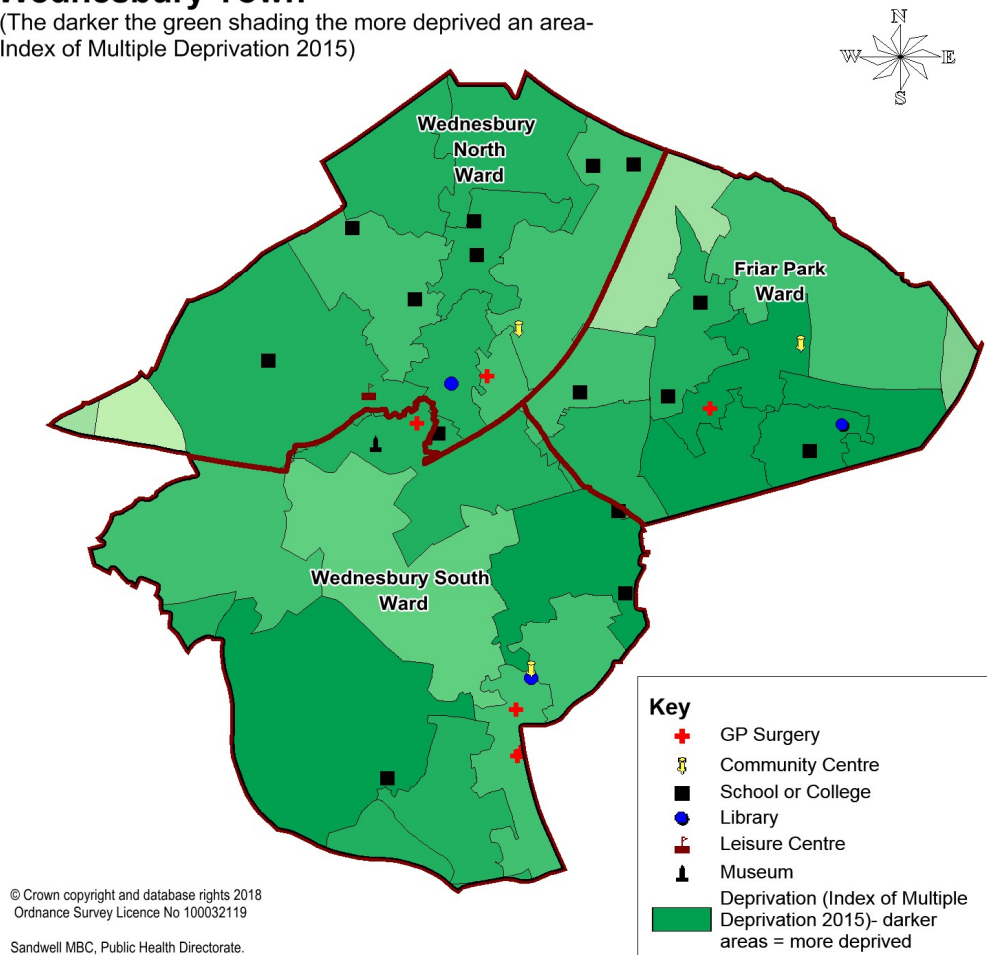 Wednesbury Town
(The darker the green shading the more deprived an area-
Index of Multiple Deprivation 2015)
N
W
E
S
Wednesbury
North
Ward
Friar Park
Ward
Wednesbury South
Ward
Key
GP Surgery
Community Centre
School or College
Library
Leisure Centre
Museum
Deprivation (Index of Multiple
Deprivation 2015)- darker
areas = more deprived
© Crown copyright and database rights 2018
Ordnance Survey Licence No 100032119
Sandwell MBC, Public Health Directorate.